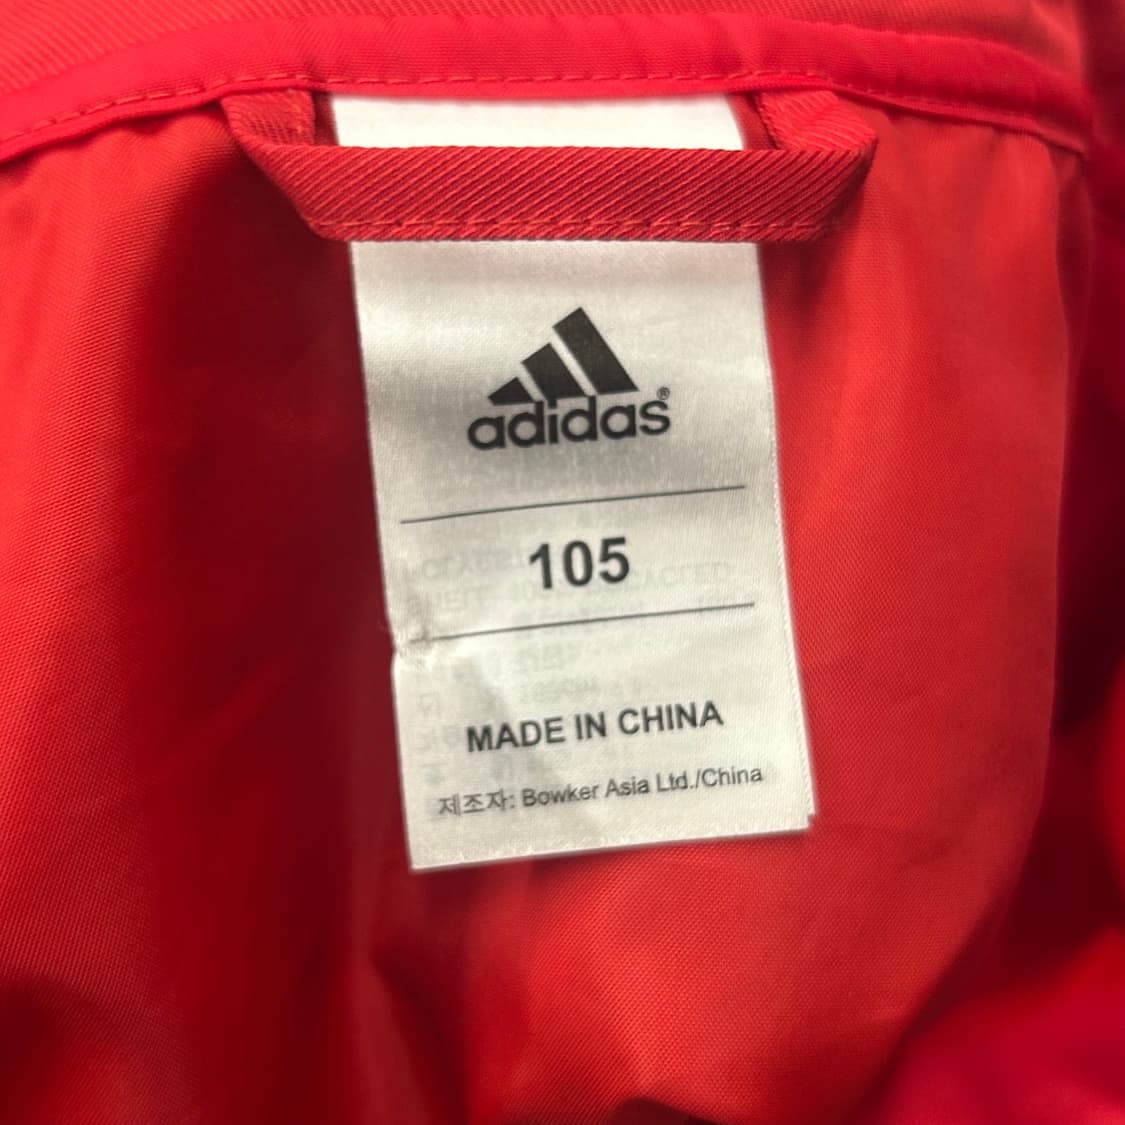 adidas®
105
MADE IN CHINA
제조자: Bowker Asia Ltd./China